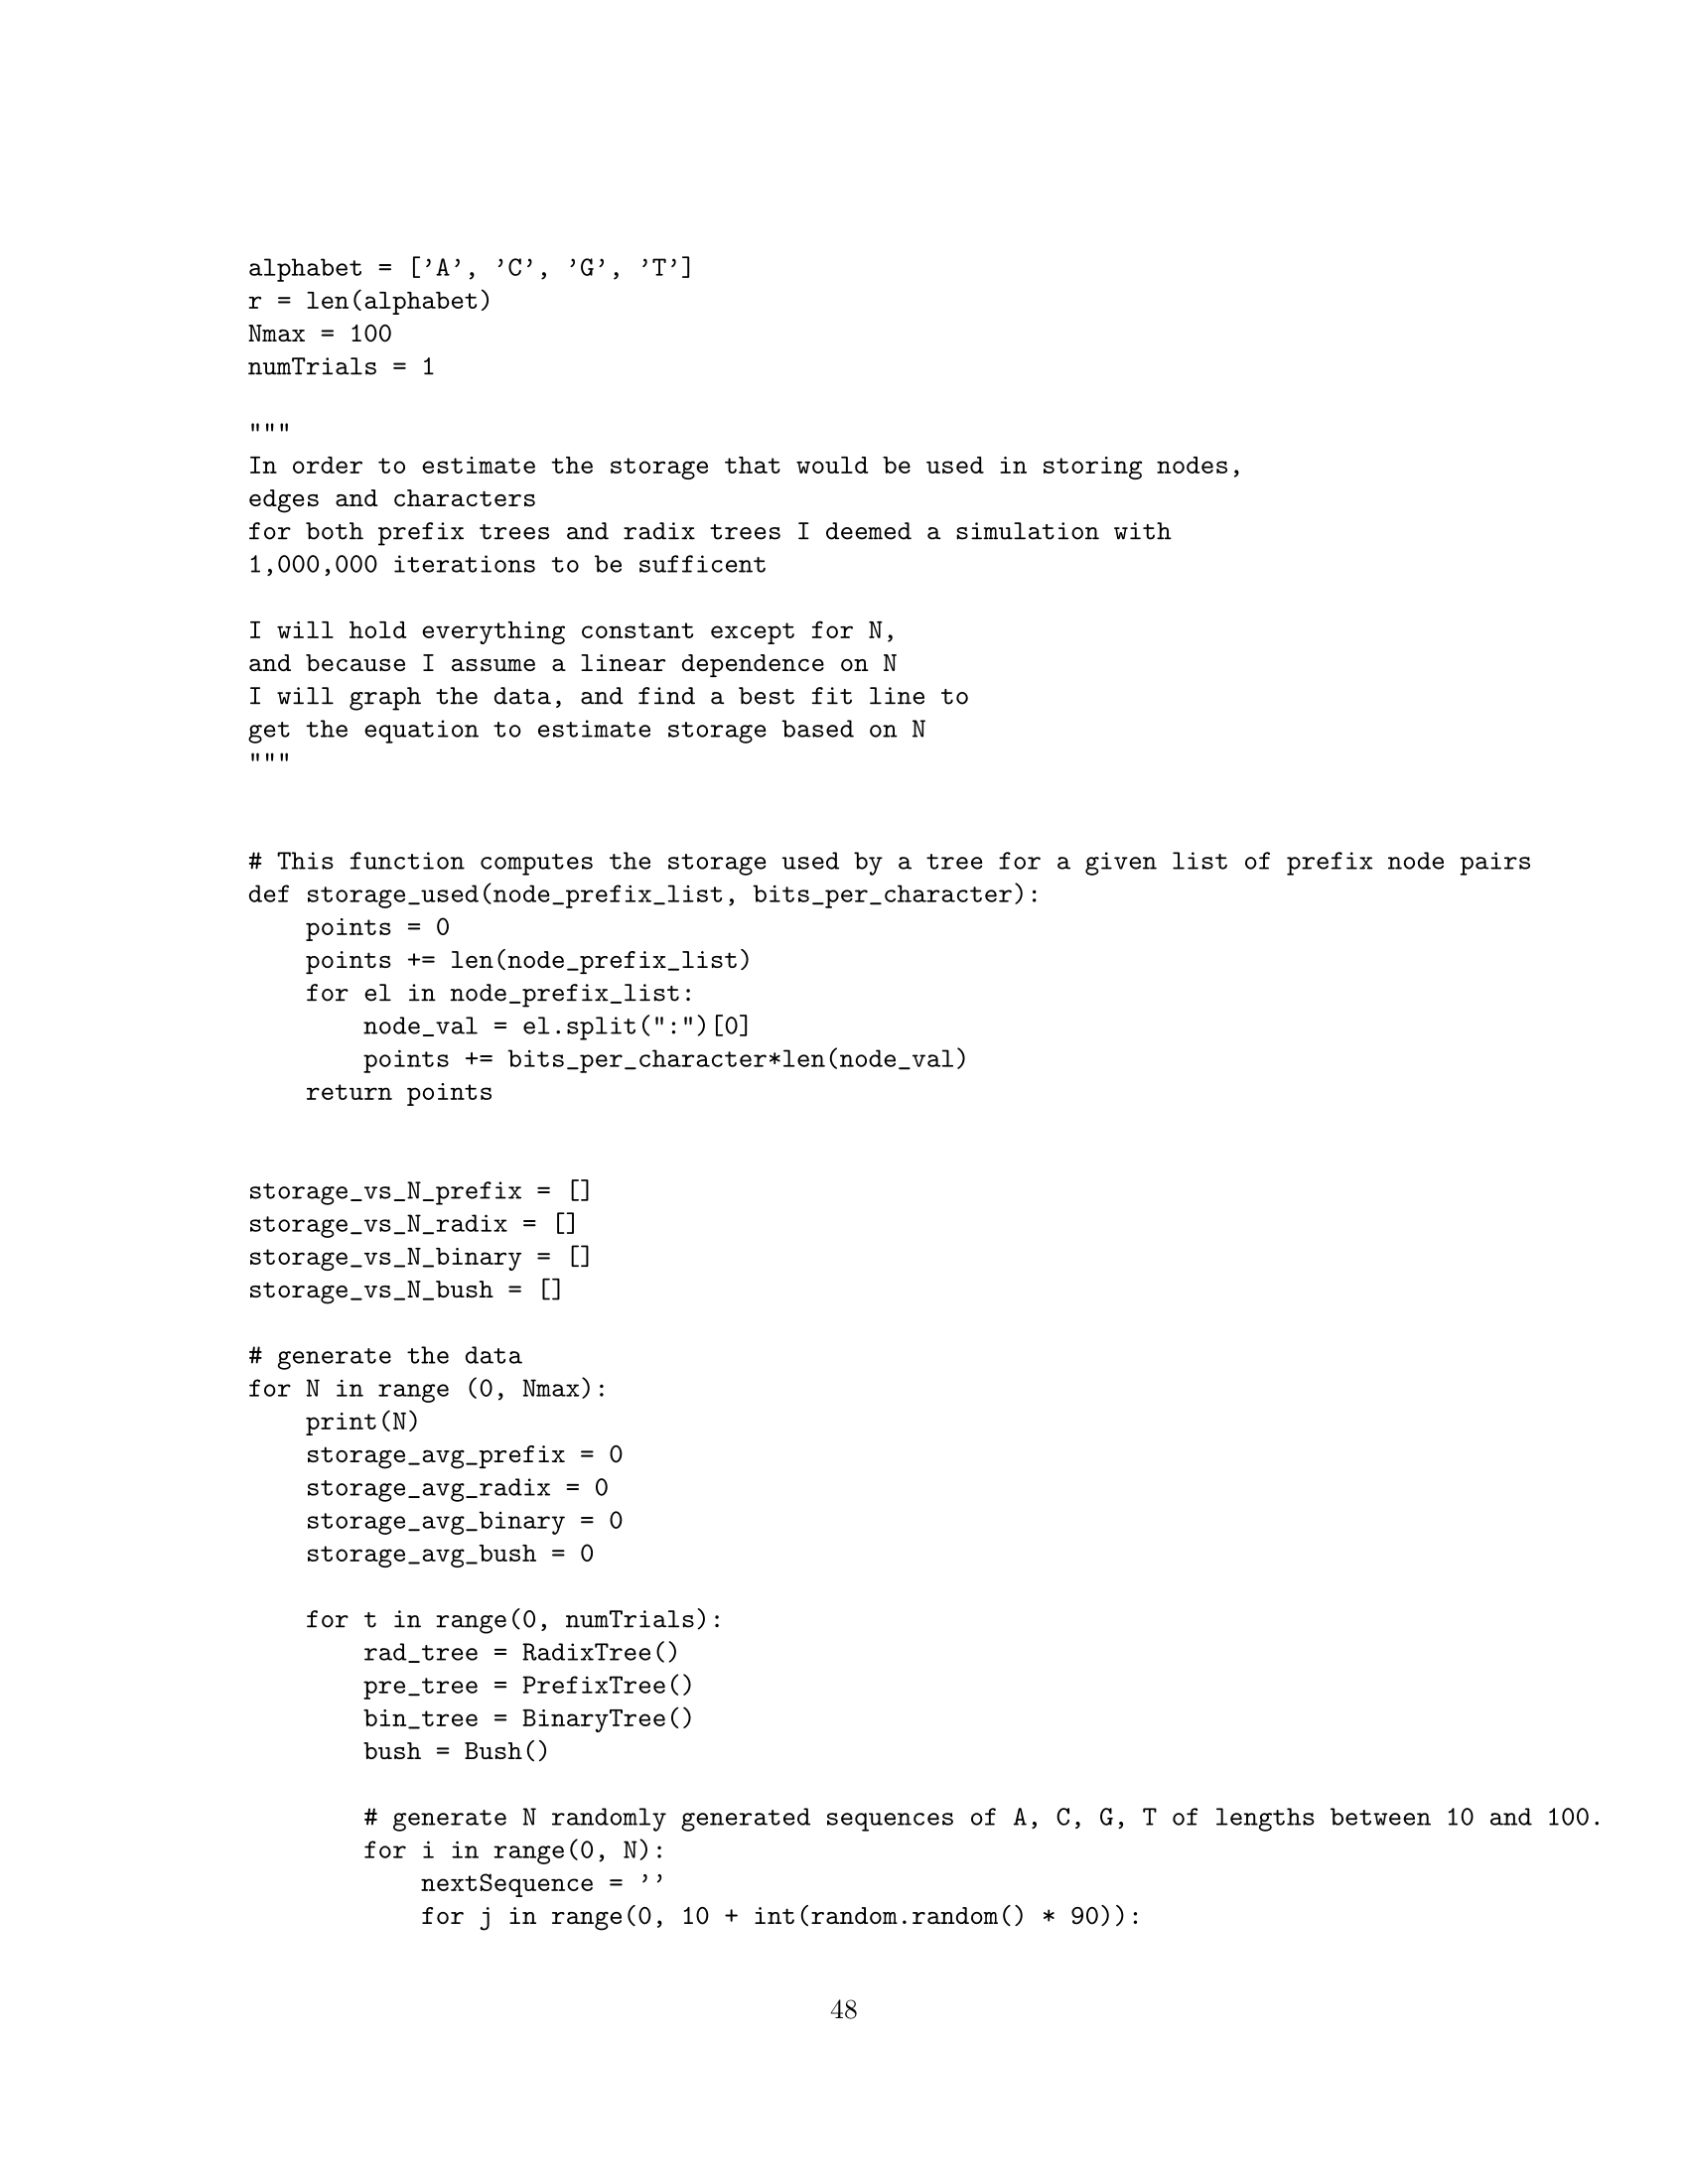 alphabet = [’A’, ’C’, ’G’, ’T’]
r = len(alphabet)
Nmax = 100
numTrials = 1
"""
In order to estimate the storage that would be used in storing nodes,
edges and characters
for both prefix trees and radix trees I deemed a simulation with
1,000,000 iterations to be sufficent
I will hold everything constant except for N,
and because I assume a linear dependence on N
I will graph the data, and find a best fit line to
get the equation to estimate storage based on N
"""
# This function computes the storage used by a tree for a given list of prefix node pairs
def storage_used(node_prefix_list, bits_per_character):
    points = 0
    points += len(node_prefix_list)
    for el in node_prefix_list:
        node_val = el.split(":")[0]
        points += bits_per_character*len(node_val)
    return points
storage_vs_N_prefix = []
storage_vs_N_radix = []
storage_vs_N_binary = []
storage_vs_N_bush = []
# generate the data
for N in range (0, Nmax):
    print(N)
    storage_avg_prefix = 0
    storage_avg_radix = 0
    storage_avg_binary = 0
    storage_avg_bush = 0
    for t in range(0, numTrials):
        rad_tree = RadixTree()
        pre_tree = PrefixTree()
        bin_tree = BinaryTree()
        bush = Bush()
        # generate N randomly generated sequences of A, C, G, T of lengths between 10 and 100.
        for i in range(0, N):
            nextSequence = ’’
            for j in range(0, 10 + int(random.random() * 90)):
48